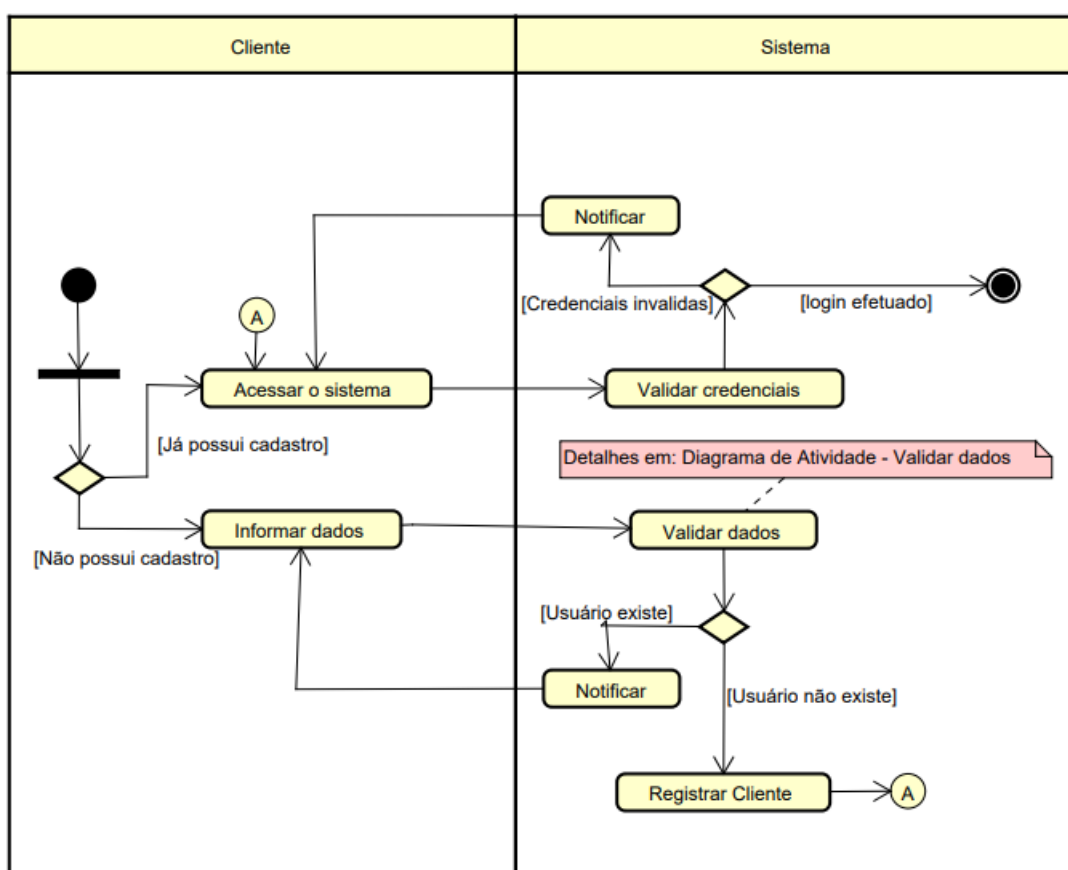 Cliente
Sistema
Notificar
[Credenciais invalidas]
[login efetuado]
A
Acessar o sistema
Validar credenciais
[Já possui cadastro]
Detalhes em: Diagrama de Atividade - Validar dados
Informar dados
Validar dados
[Não possui cadastro]
[Usuário existe]
Notificar
[Usuário não existe]
Registrar Cliente
A